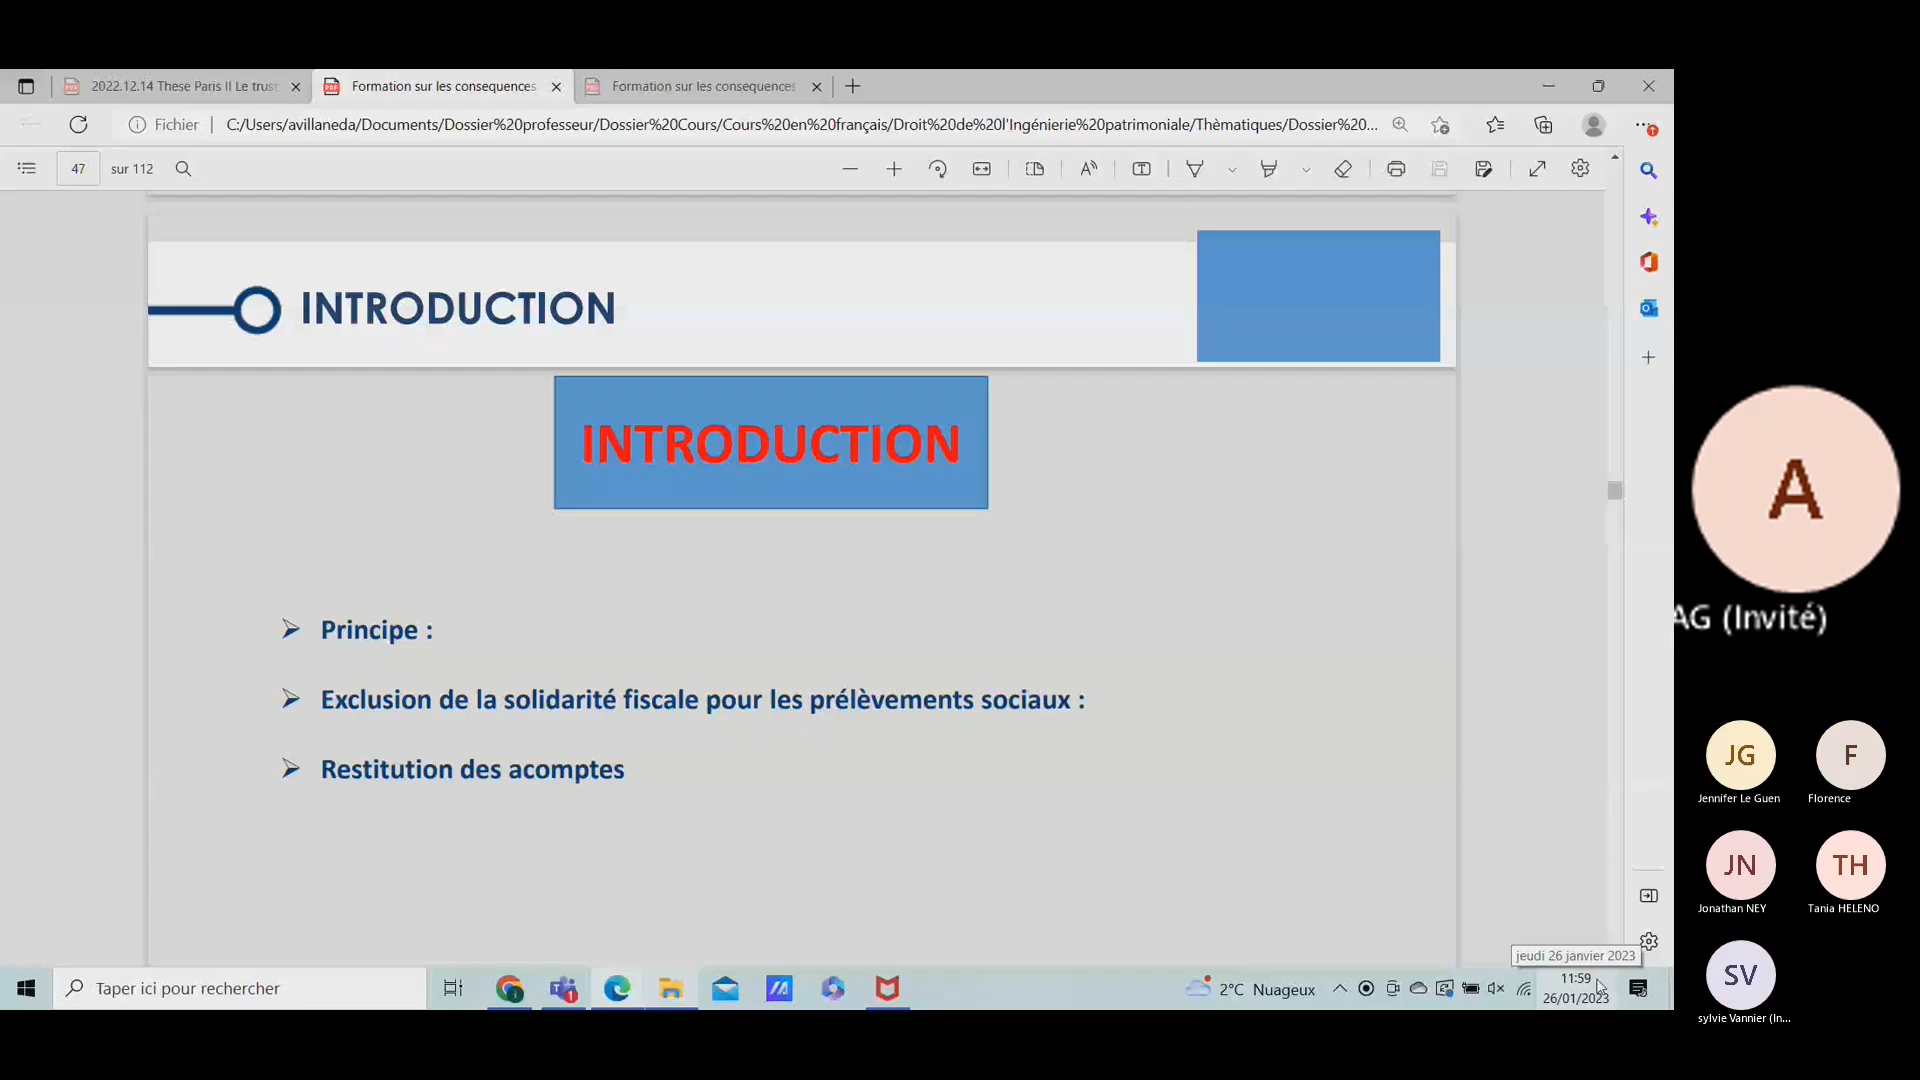 2022.12.14 These Paris II Le trust
Formation sur les consequences
Formation sur les consequences
Fichier
C:/Users/avillaneda/Documents/Dossier%20professeur/Dossier%20Cours/Cours%20en%20français/Droit%20de%20l'Ingénierie%20patrimoniale/Thèmatiques/Dossier%20...
47 sur 112
INTRODUCTION
INTRODUCTION
Principe :
Exclusion de la solidarité fiscale pour les prélèvements sociaux :
Restitution des acomptes
A
AG (Invité)
JG
Jennifer Le Guen
F
Florence
JN
Jonathan NEY
TH
Tania HELENO
SV
sylvie Vannier (In...
jeudi 26 janvier 2023
Taper ici pour rechercher
2°C Nuageux
11:59
26/01/2023